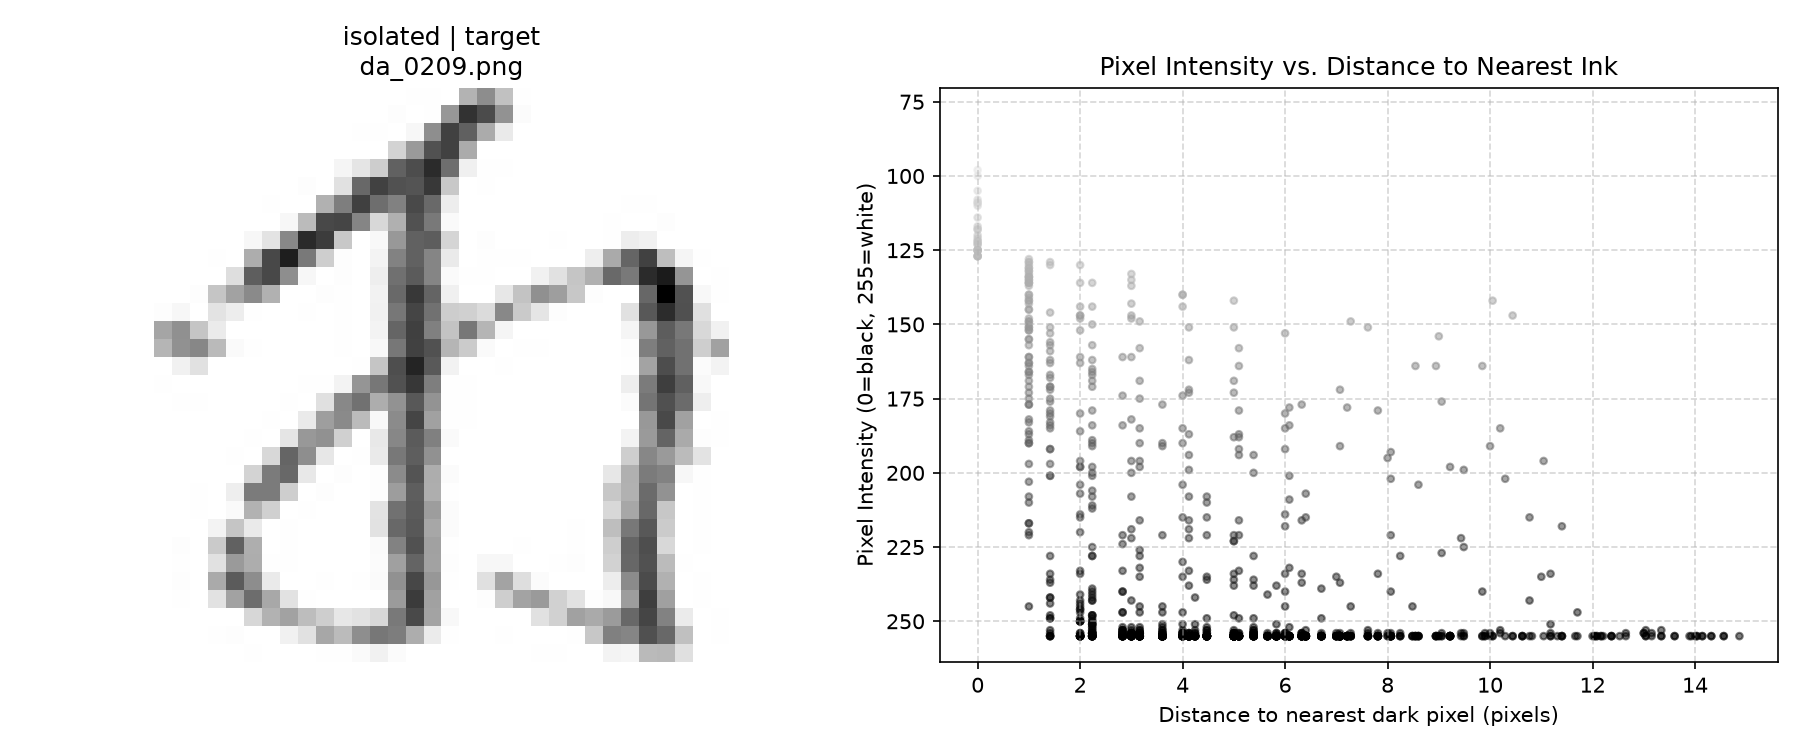 isolated | target
da_0209.png
Pixel Intensity vs. Distance to Nearest Ink
Pixel Intensity (0=black, 255=white)
75
100
125
150
175
200
225
250
0 2 4 6 8 10 12 14
Distance to nearest dark pixel (pixels)